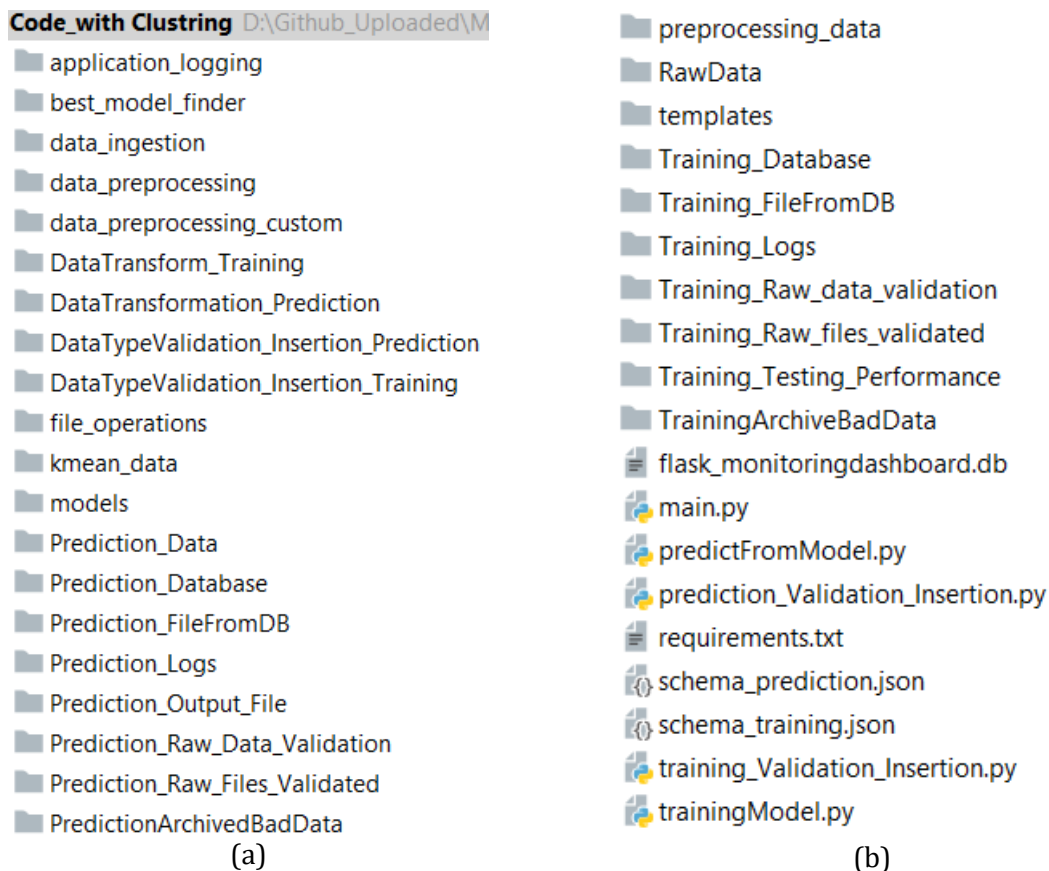 Code_with Clustring D:\Github_Uploaded\M
application_logging
best_model_finder
data_ingestion
data_preprocessing
data_preprocessing_custom
DataTransform_Training
DataTransformation_Prediction
DataTypeValidation_Insertion_Prediction
DataTypeValidation_Insertion_Training
file_operations
kmean_data
models
Prediction_Data
Prediction_Database
Prediction_FileFromDB
Prediction_Logs
Prediction_Output_File
Prediction_Raw_Data_Validation
Prediction_Raw_Files_Validated
PredictionArchivedBadData
(a)
preprocessing_data
RawData
templates
Training_Database
Training_FileFromDB
Training_Logs
Training_Raw_data_validation
Training_Raw_files_validated
Training_Testing_Performance
TrainingArchiveBadData
flask_monitoringdashboard.db
main.py
predictFromModel.py
prediction_Validation_Insertion.py
requirements.txt
schema_prediction.json
schema_training.json
training_Validation_Insertion.py
trainingModel.py
(b)